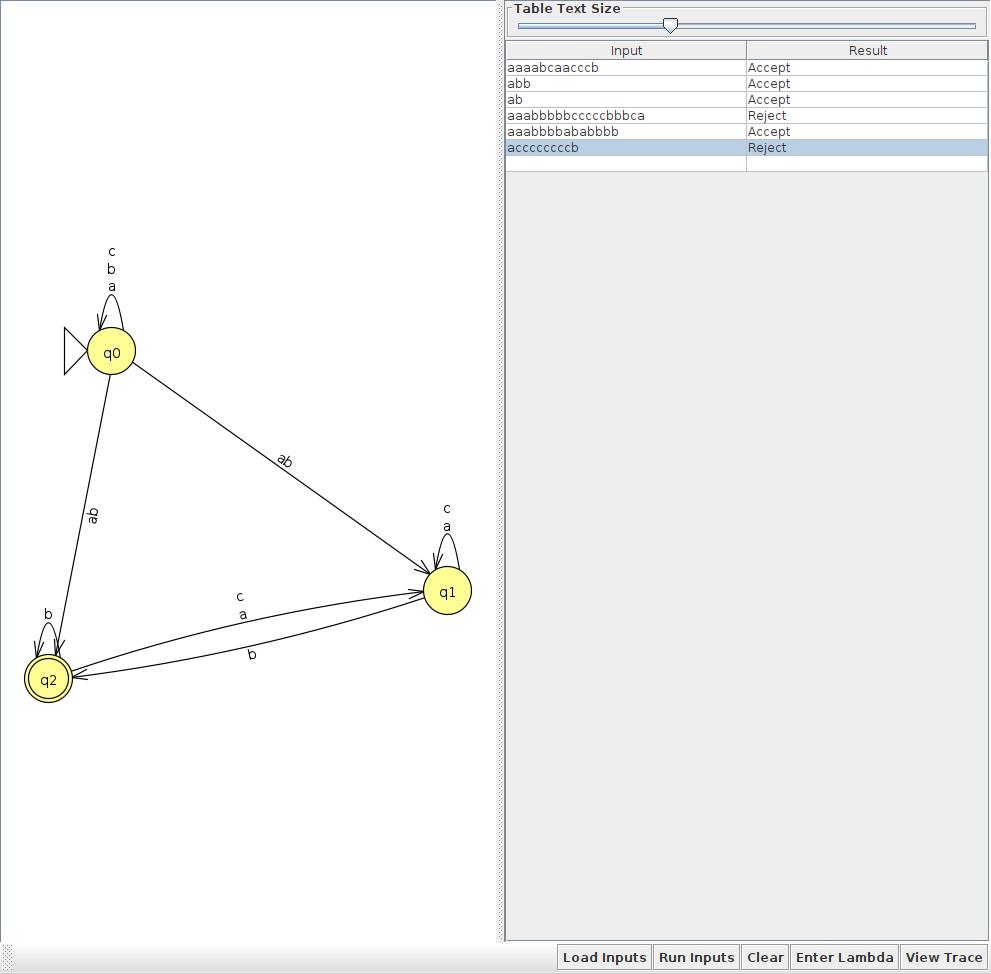 Table Text Size
Input Result
aaaabcaacccb Accept
abb Accept
ab Accept
aaabbbbbcccccbbbca Reject
aaabbbbababbbb Accept
accccccccb Reject
c
b
a
q0
ab
ab
c
a
q1
b
c
a
b
q2
Load Inputs Run Inputs Clear Enter Lambda View Trace